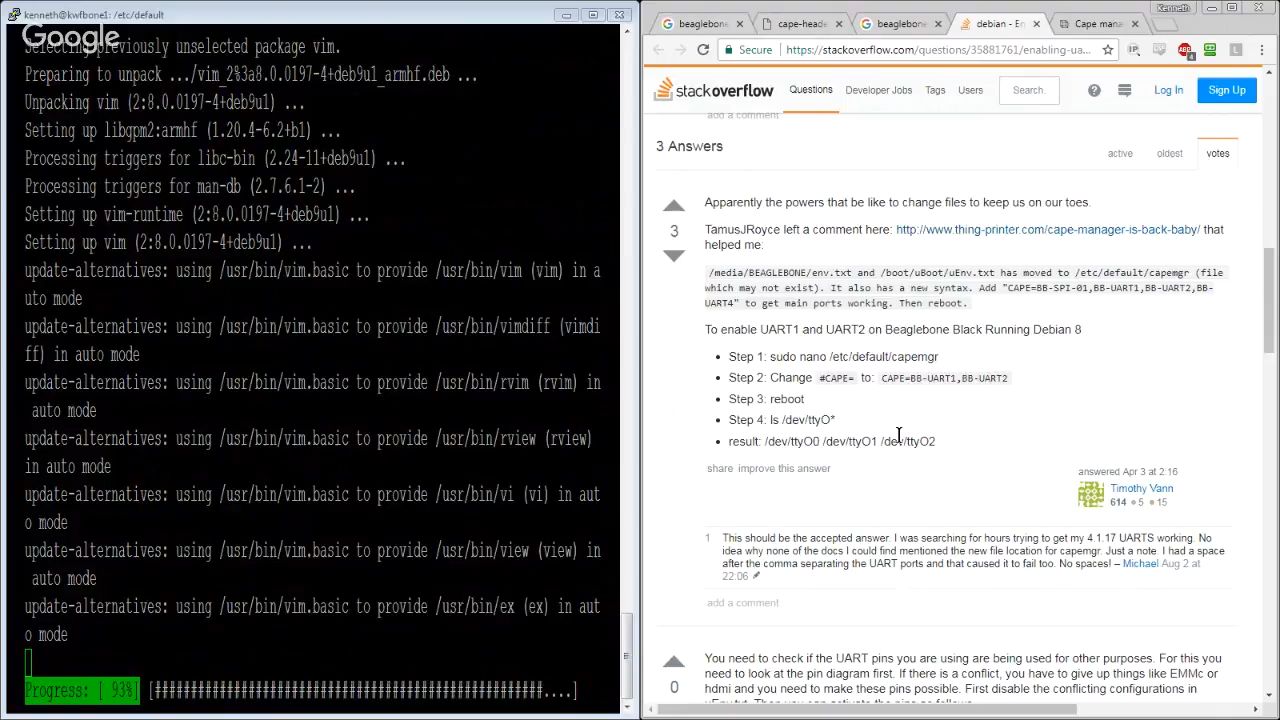 kenneth@kwfbone1: /etc/default
Google
Selecting previously unselected package vim.
Preparing to unpack .../vim_2%3a8.0.0197-4+deb9u1_armhf.deb ...
Unpacking vim (2:8.0.0197-4+deb9u1) ...
Setting up libgpm2:armhf (1.20.4-6.2+b1) ...
Processing triggers for libc-bin (2.24-11+deb9u1) ...
Processing triggers for man-db (2.7.6.1-2) ...
Setting up vim-runtime (2:8.0.0197-4+deb9u1) ...
Setting up vim (2:8.0.0197-4+deb9u1) ...
update-alternatives: using /usr/bin/vim.basic to provide /usr/bin/vim (vim) in a
uto mode
update-alternatives: using /usr/bin/vim.basic to provide /usr/bin/vimdiff (vimdi
ff) in auto mode
update-alternatives: using /usr/bin/vim.basic to provide /usr/bin/rvim (rvim) in
auto mode
update-alternatives: using /usr/bin/vim.basic to provide /usr/bin/rview (rview)
in auto mode
update-alternatives: using /usr/bin/vim.basic to provide /usr/bin/vi (vi) in aut
o mode
update-alternatives: using /usr/bin/vim.basic to provide /usr/bin/view (view) in
auto mode
update-alternatives: using /usr/bin/vim.basic to provide /usr/bin/ex (ex) in aut
o mode
Progress: [ 93%] [######################################################....]
beaglebone
cape-heade
beaglebone
debian - En
Cape mana
Kenneth
Secure https://stackoverflow.com/questions/35881761/enabling-ua...
stackoverflow Questions Developer Jobs Tags Users Search. Log In Sign Up
add a comment
3 Answers active oldest votes
Apparently the powers that be like to change files to keep us on our toes.
3
TamusJRoyce left a comment here: http://www.thing-printer.com/cape-manager-is-back-baby/ that
helped me:
/media/BEAGLEBONE/env.txt and /boot/uBoot/uEnv.txt has moved to /etc/default/capemgr (file
which may not exist). It also has a new syntax. Add "CAPE=BB-SPI-01,BB-UART1,BB-UART2,BB-
UART4" to get main ports working. Then reboot.
To enable UART1 and UART2 on Beaglebone Black Running Debian 8
Step 1: sudo nano /etc/default/capemgr
Step 2: Change #CAPE= to: CAPE=BB-UART1,BB-UART2
Step 3: reboot
Step 4: ls /dev/ttyO*
result: /dev/ttyO0 /dev/ttyO1 /dev/ttyO2
share improve this answer
answered Apr 3 at 2:16
Timothy Vann
614 5 15
1 This should be the accepted answer. I was searching for hours trying to get my 4.1.17 UARTS working. No
idea why none of the docs I could find mentioned the new file location for capemgr. Just a note. I had a space
after the comma separating the UART ports and that caused it to fail too. No spaces! – Michael Aug 2 at
22:06
add a comment
You need to check if the UART pins you are using are being used for other purposes. For this you
0
need to look at the pin diagram first. If there is a conflict, you have to give up things like EMMc or
hdmi and you need to make these pins possible. First disable the conflicting configurations in